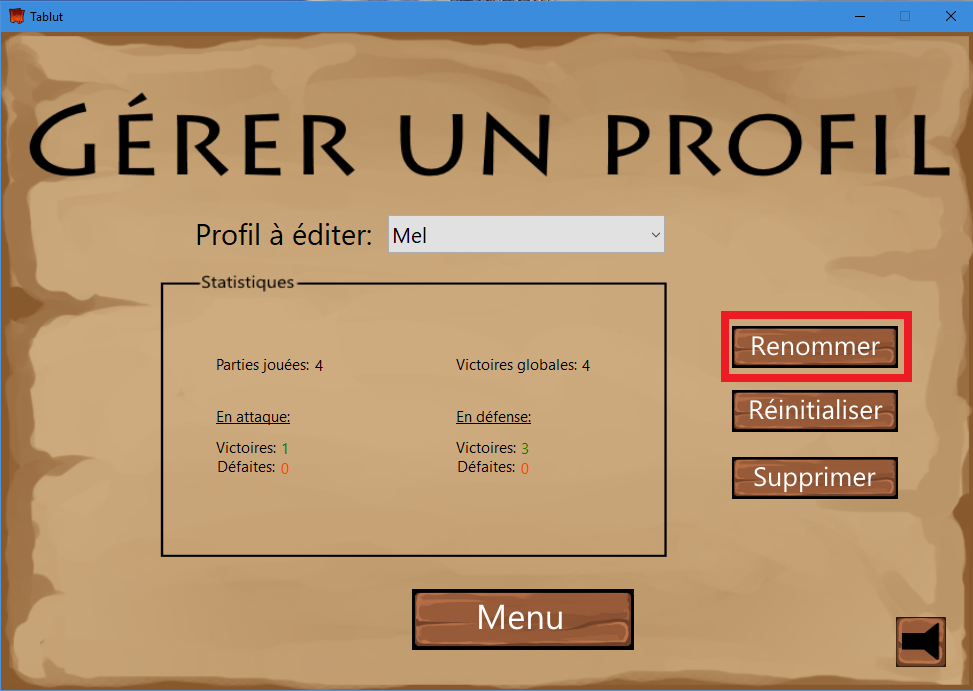 Tablut
GÉRER UN PROFIL
Profil à éditer: Mel
Statistiques
Parties jouées: 4 Victoires globales: 4
En attaque: En défense:
Victoires: 1 Victoires: 3
Défaites: 0 Défaites: 0
Renommer
Réinitialiser
Supprimer
Menu